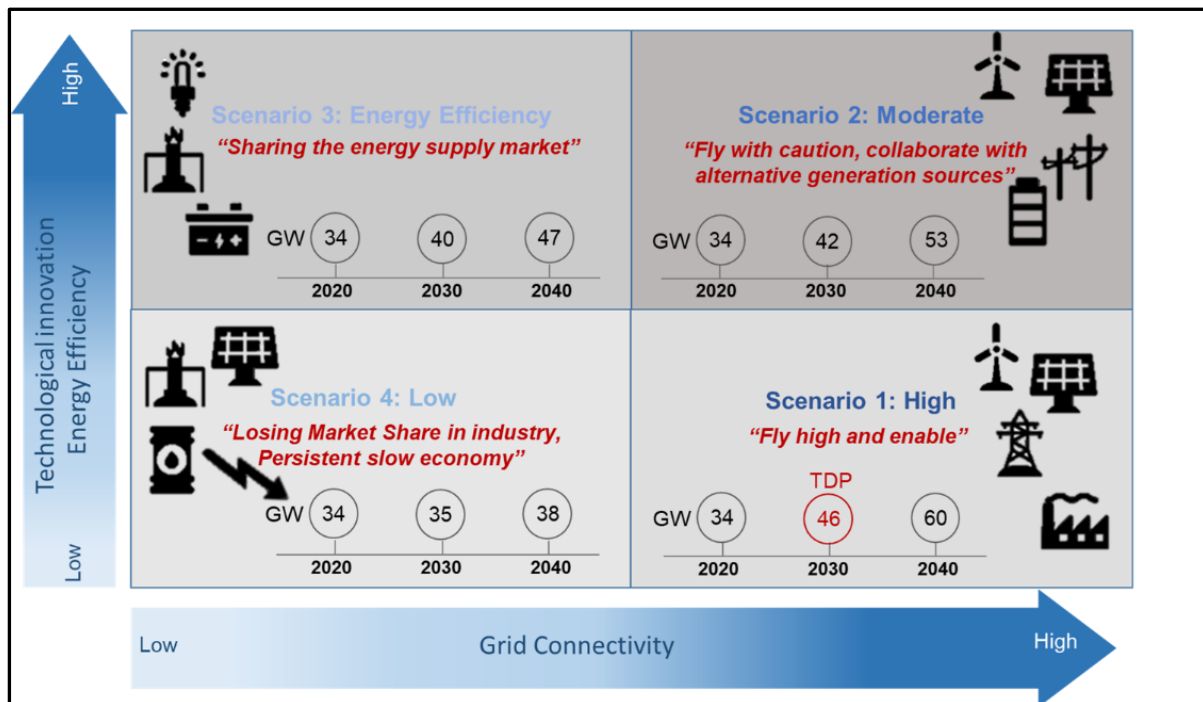 High
Technological innovation
Energy Efficiency
Low
Scenario 3: Energy Efficiency
“Sharing the energy supply market”
GW 34 40 47
2020 2030 2040
Scenario 2: Moderate
“Fly with caution, collaborate with
alternative generation sources”
GW 34 42 53
2020 2030 2040
Scenario 4: Low
“Losing Market Share in industry,
Persistent slow economy”
GW 34 35 38
2020 2030 2040
Scenario 1: High
“Fly high and enable”
TDP
GW 34 46 60
2020 2030 2040
Low Grid Connectivity High